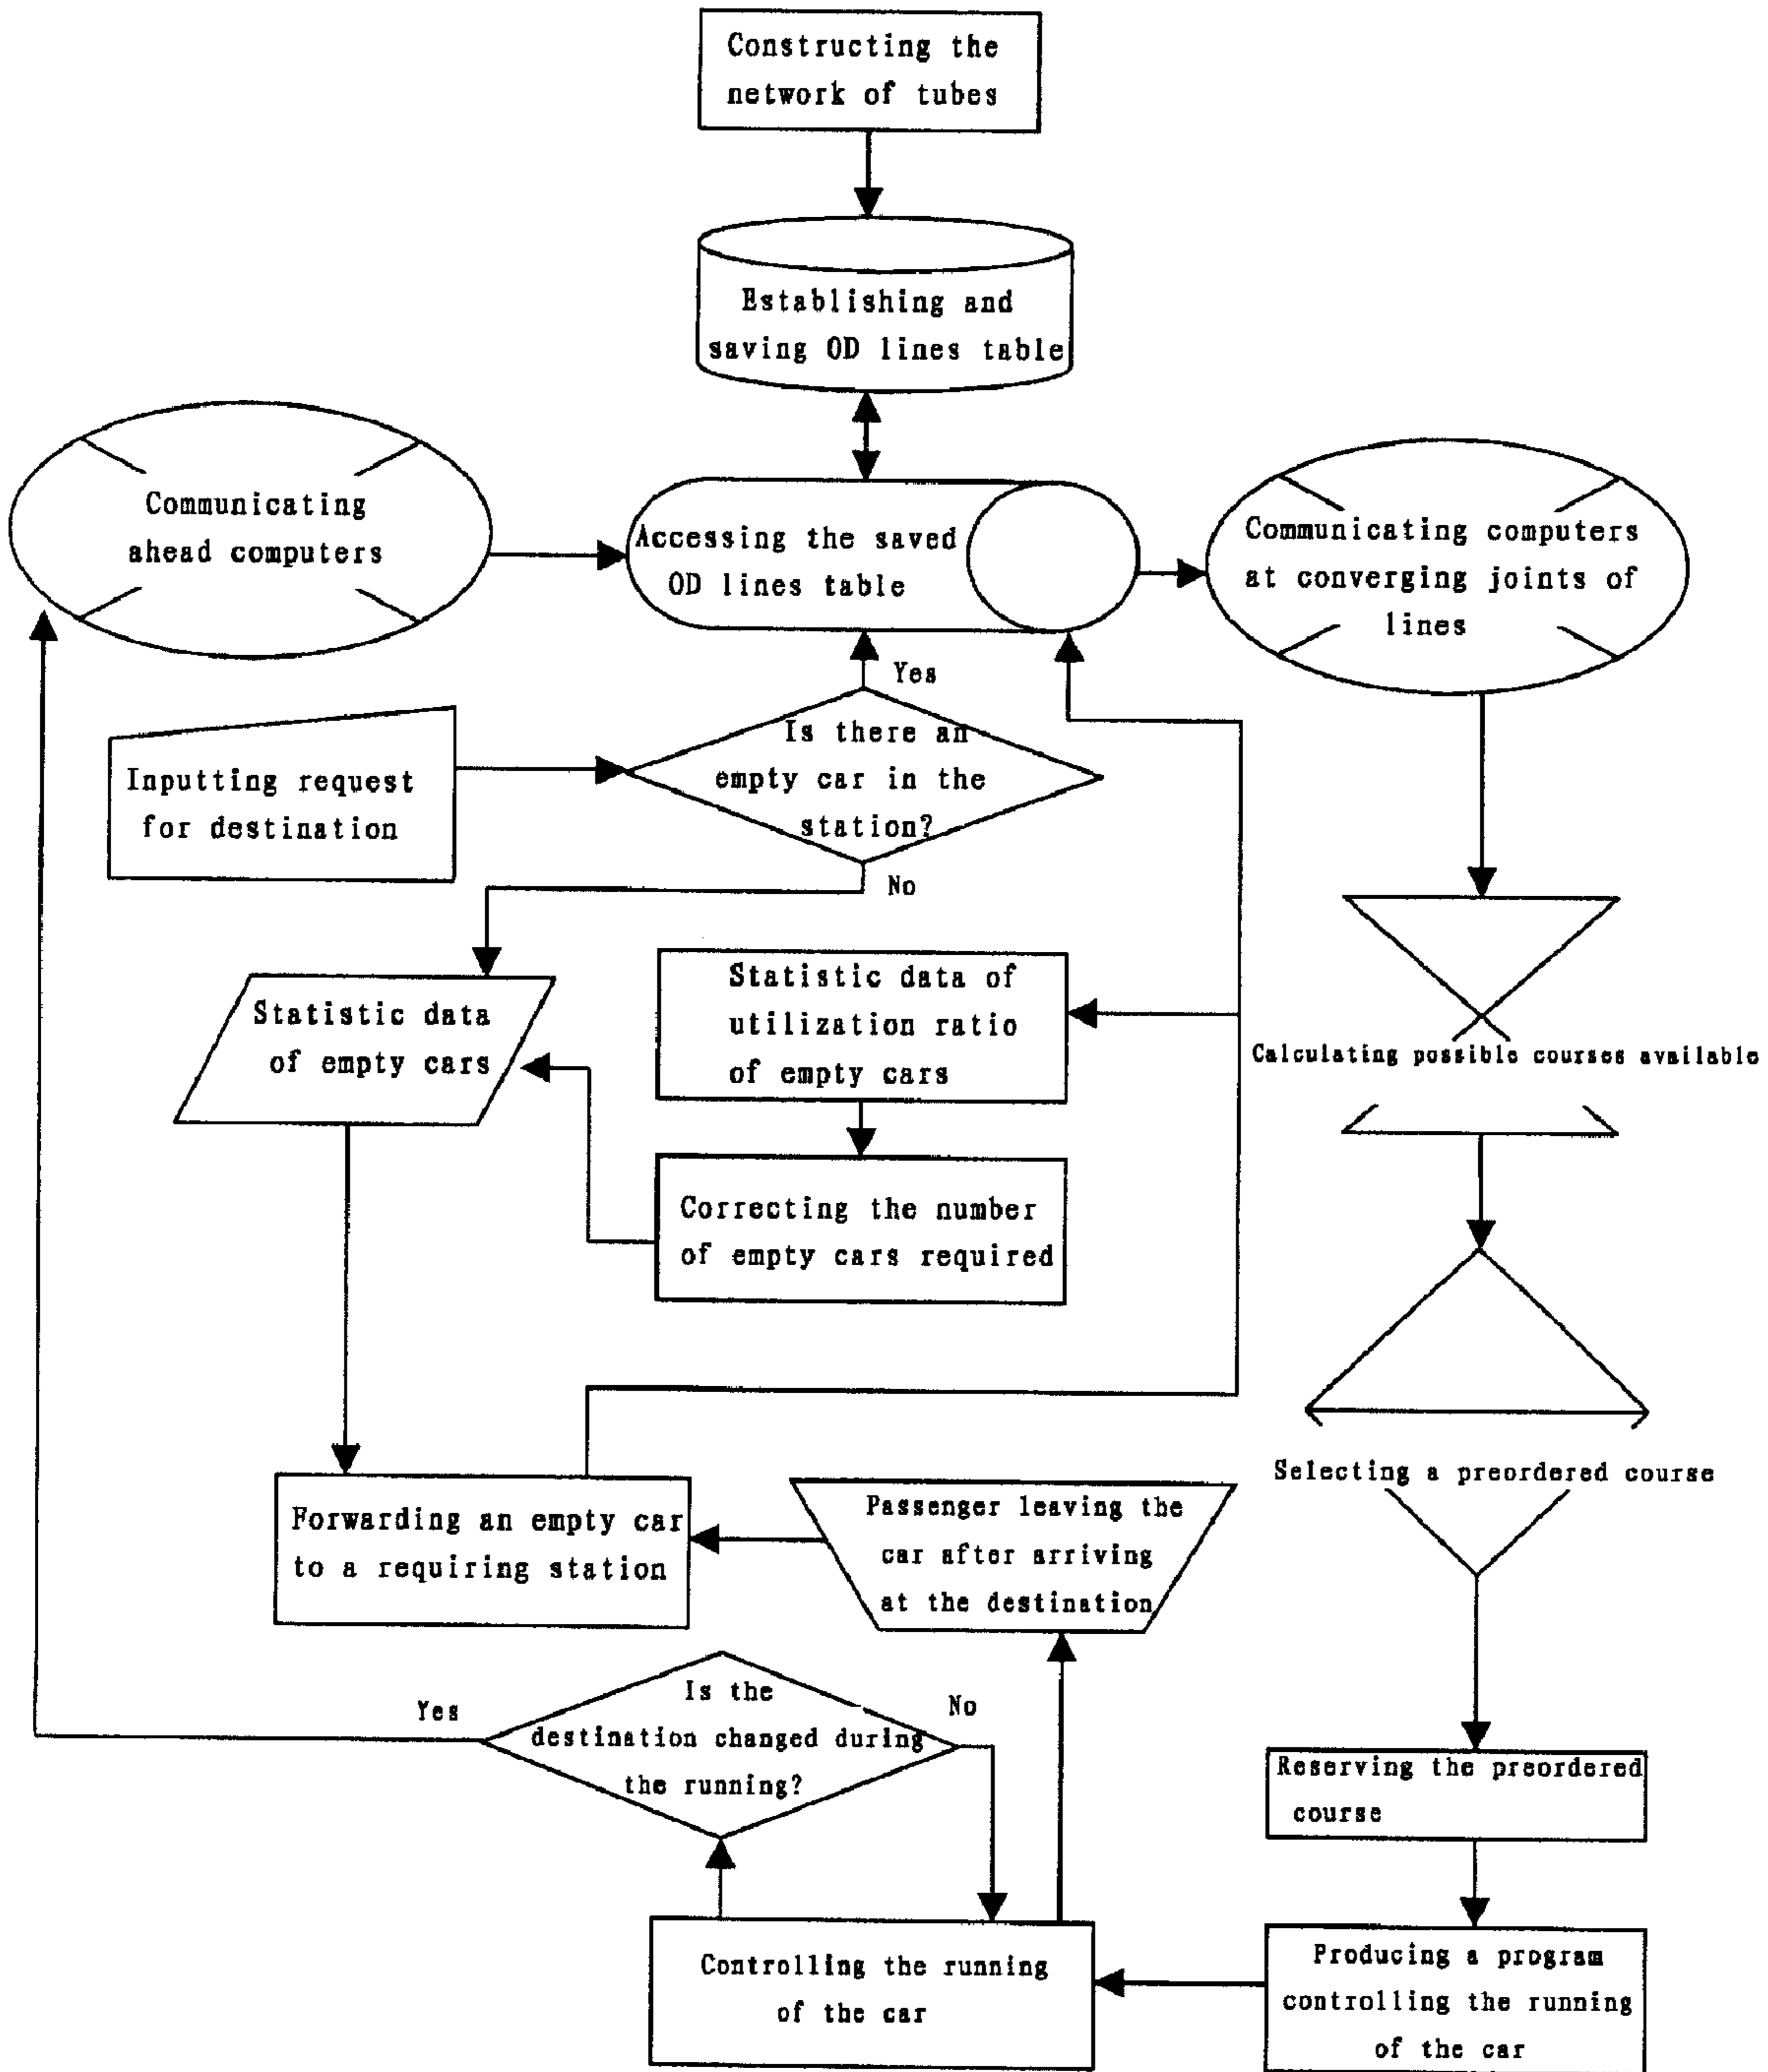 Constructing the
network of tubes
Establishing and
saving OD lines table
Communicating
ahead computers
Accessing the saved
OD lines table
Communicating computers
at converging joints of
lines
Yes
Is there an
empty car in the
station?
Inputting request
for destination
No
Statistic data
of empty cars
Statistic data of
utilization ratio
of empty cars
Calculating possible courses available
Correcting the number
of empty cars required
Selecting a preordered course
Forwarding an empty car
to a requiring station
Passenger leaving the
car after arriving
at the destination
Yes
Is the
destination changed during
the running?
No
Reserving the preordered
course
Controlling the running
of the car
Producing a program
controlling the running
of the car